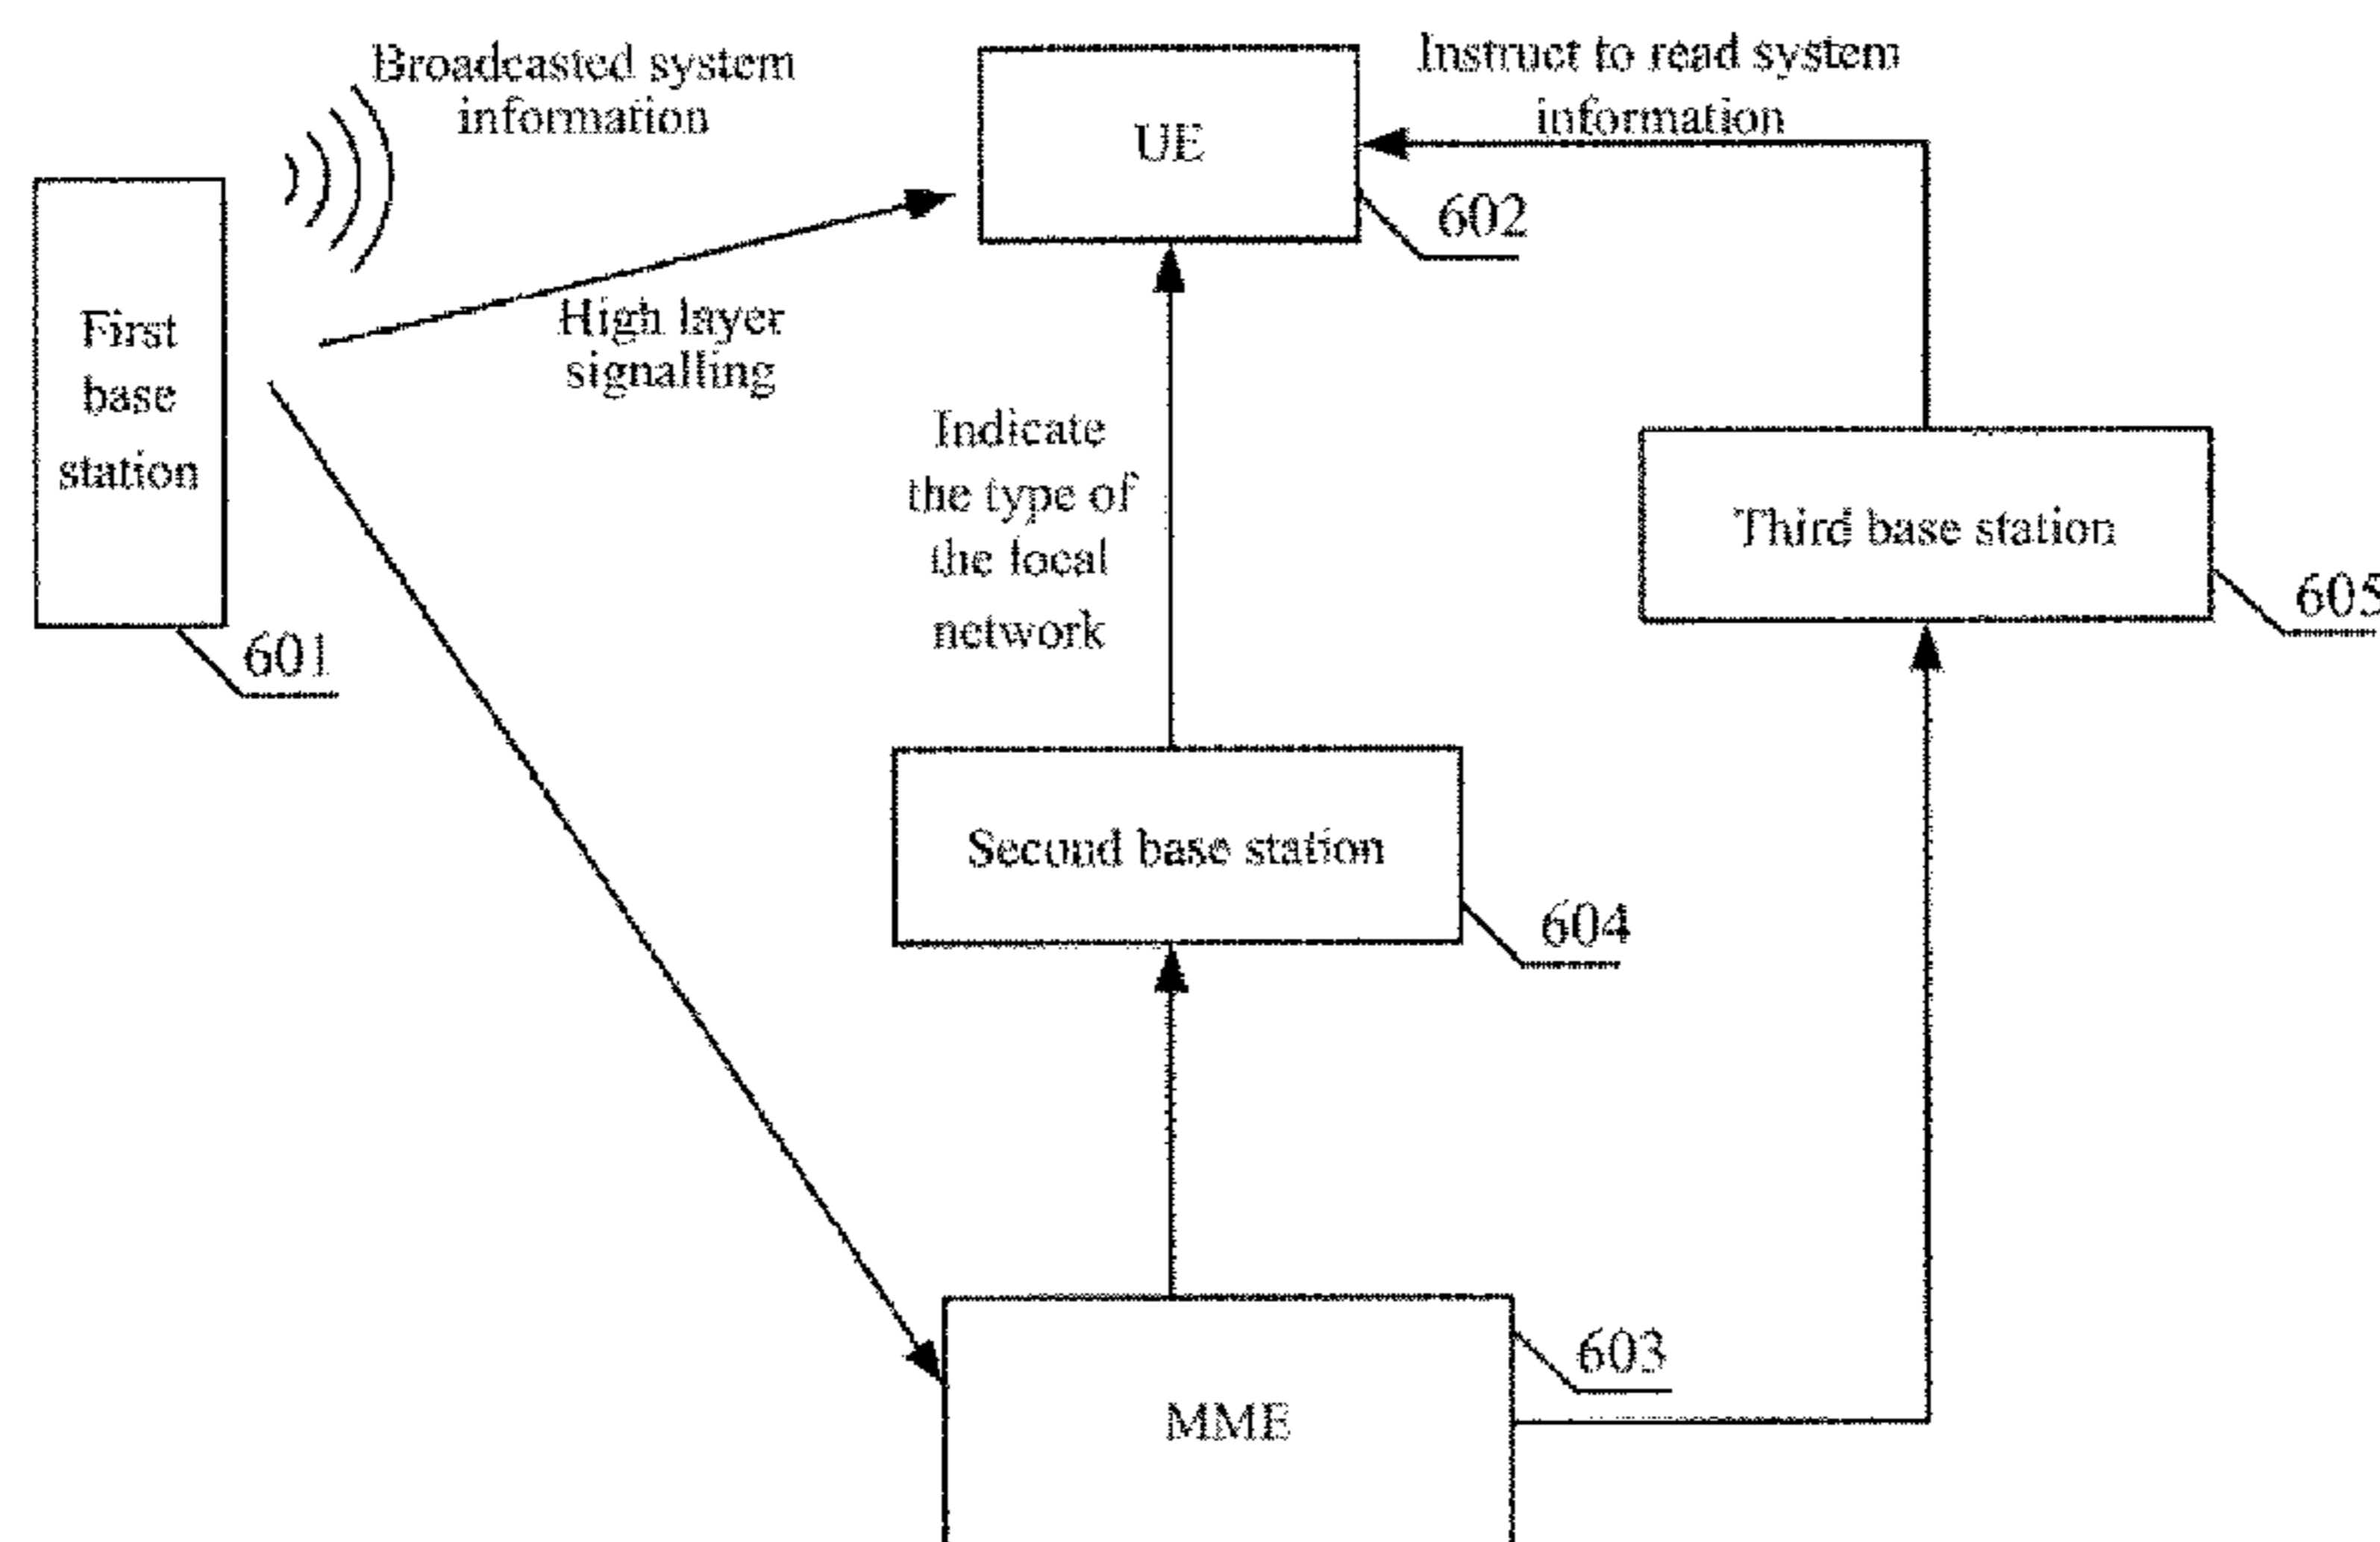 Broadcasted system
information
Instruct to read system
information
UE
602
First
base
station
601
High layer
signalling
Indicate
the type of
the local
network
Third base station
605
Second base station
604
603
MME